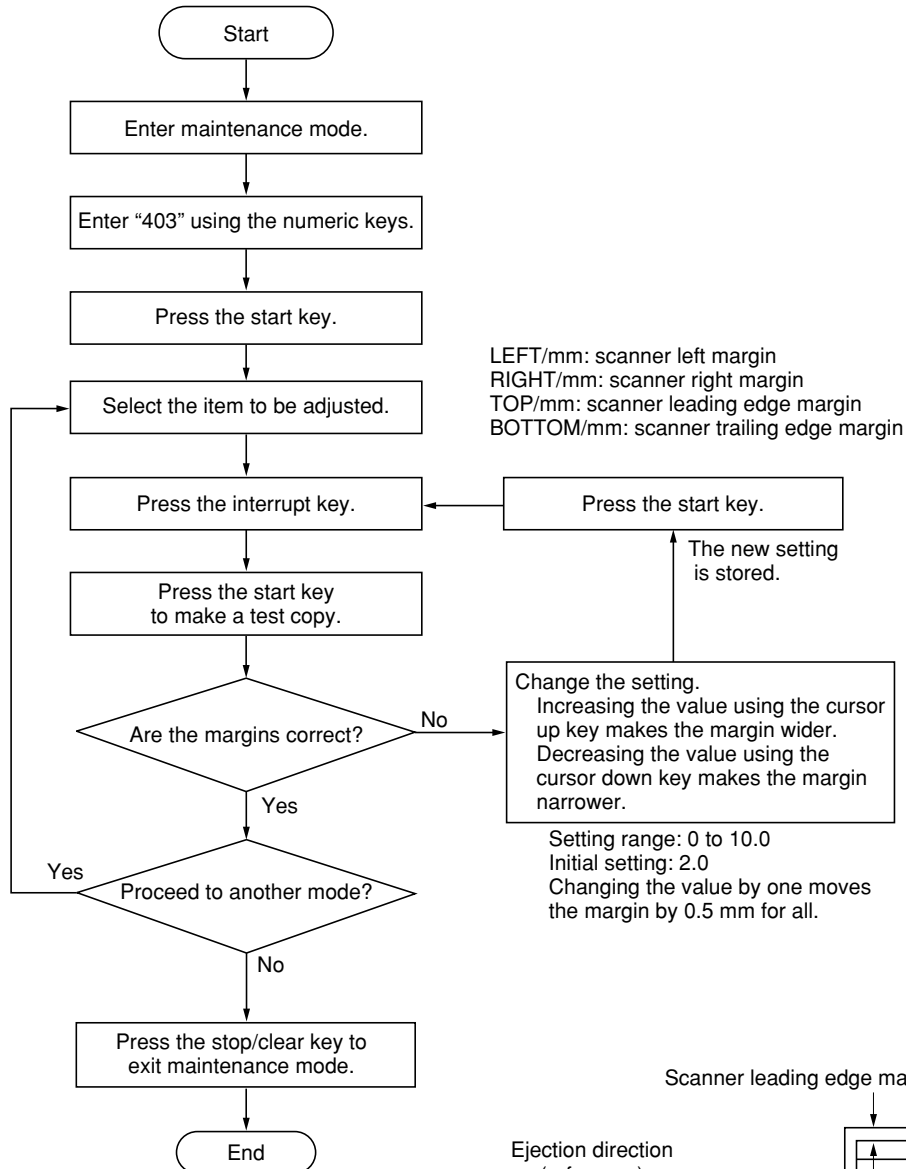 Start
Enter maintenance mode.
Enter “403” using the numeric keys.
Press the start key.
LEFT/mm: scanner left margin
RIGHT/mm: scanner right margin
TOP/mm: scanner leading edge margin
BOTTOM/mm: scanner trailing edge margin
Select the item to be adjusted.
Press the interrupt key.
Press the start key.
The new setting
is stored.
Press the start key
to make a test copy.
Change the setting.
Increasing the value using the cursor
up key makes the margin wider.
Decreasing the value using the
cursor down key makes the margin
narrower.
Are the margins correct?
No
Yes
Setting range: 0 to 10.0
Initial setting: 2.0
Changing the value by one moves
the margin by 0.5 mm for all.
Yes
Proceed to another mode?
No
Press the stop/clear key to
exit maintenance mode.
Scanner leading edge ma
End
Ejection direction